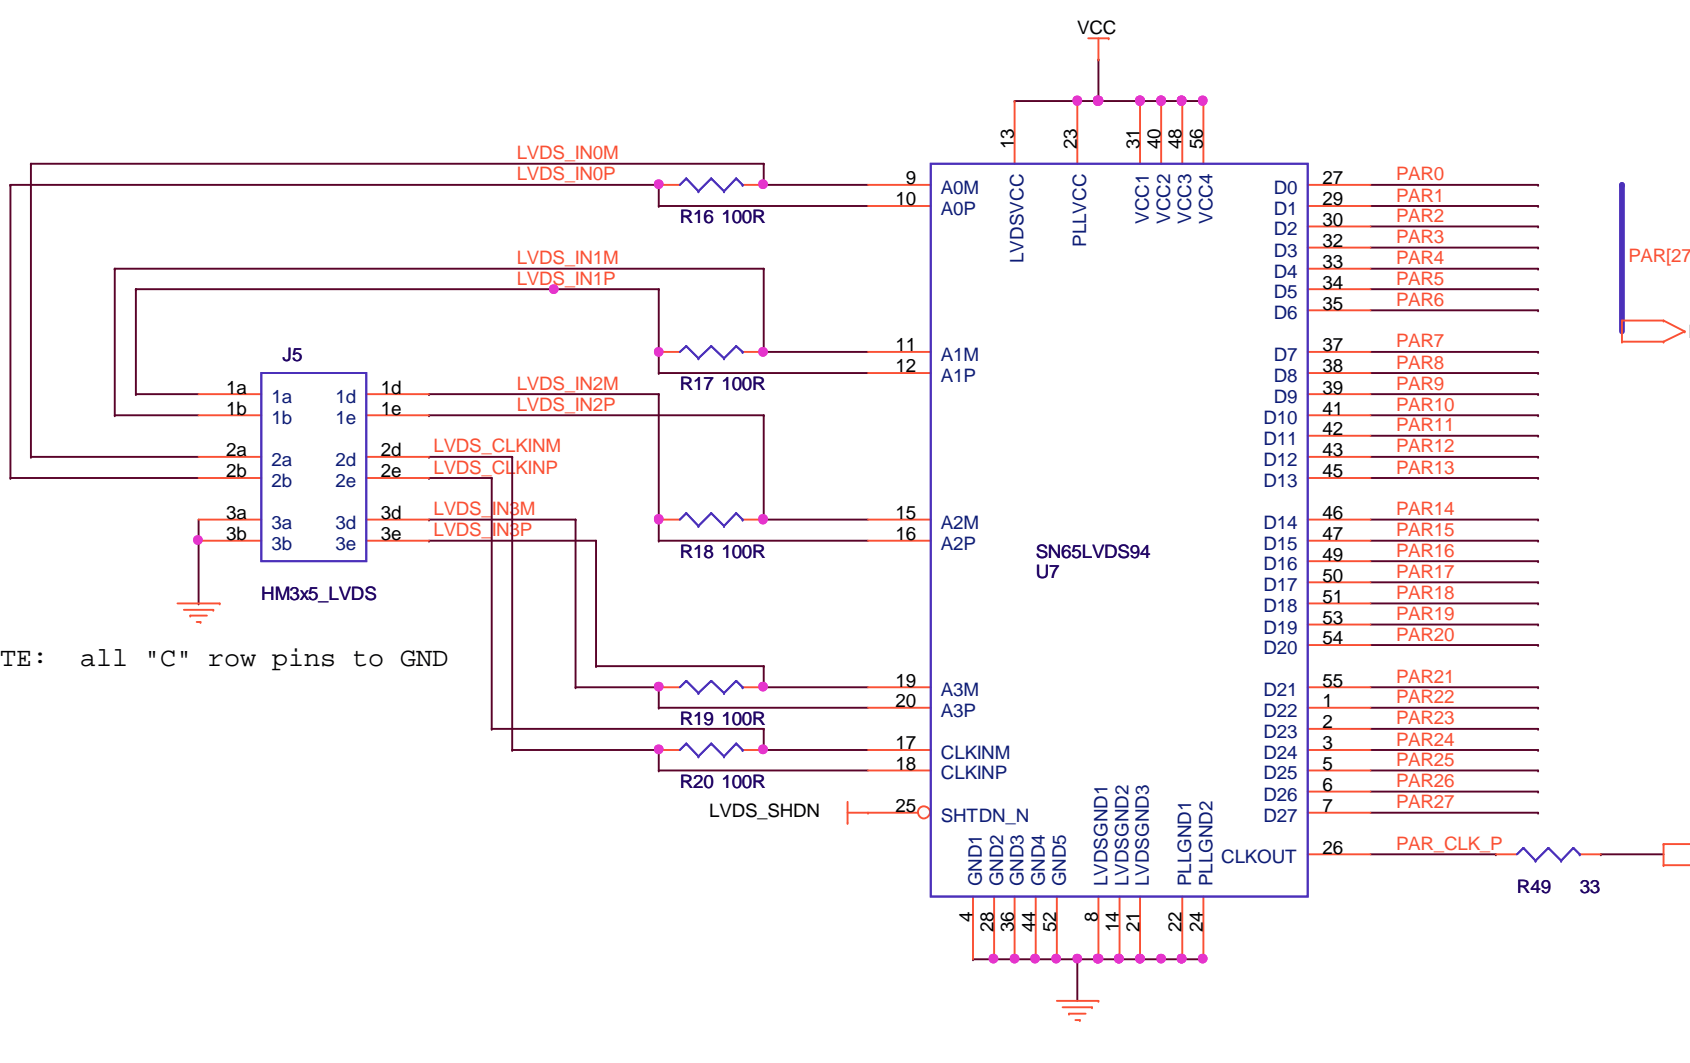 VCC
13
23
31
40
48
56
LVDSVCC
PLLVCC
VCC1
VCC2
VCC3
VCC4
LVDS_IN0M
LVDS_IN0P
R16 100R
9
10
A0M
A0P
LVDS_IN1M
LVDS_IN1P
R17 100R
11
12
A1M
A1P
J5
1a
1b
2a
2b
3a
3b
1a
1b
2a
2b
3a
3b
1d
1e
2d
2e
3d
3e
1d
1e
2d
2e
3d
3e
HM3x5_LVDS
LVDS_IN2M
LVDS_IN2P
LVDS_CLKINM
LVDS_CLKINP
LVDS_IN3M
LVDS_IN3P
R18 100R
15
16
A2M
A2P
SN65LVDS94
U7
TE: all "C" row pins to GND
R19 100R
19
20
A3M
A3P
R20 100R
17
18
CLKINM
CLKINP
LVDS_SHDN
25
SHTDN_N
GND1
GND2
GND3
GND4
GND5
LVDSGND1
LVDSGND2
LVDSGND3
PLLGND1
PLLGND2
4
28
36
44
52
8
14
21
22
24
D0 27 PAR0
D1 29 PAR1
D2 30 PAR2
D3 32 PAR3
D4 33 PAR4
D5 34 PAR5
D6 35 PAR6
D7 37 PAR7
D8 38 PAR8
D9 39 PAR9
D10 41 PAR10
D11 42 PAR11
D12 43 PAR12
D13 45 PAR13
D14 46 PAR14
D15 47 PAR15
D16 49 PAR16
D17 50 PAR17
D18 51 PAR18
D19 53 PAR19
D20 54 PAR20
D21 55 PAR21
D22 1 PAR22
D23 2 PAR23
D24 3 PAR24
D25 5 PAR25
D26 6 PAR26
D27 7 PAR27
CLKOUT 26 PAR_CLK_P
R49 33
PAR[27